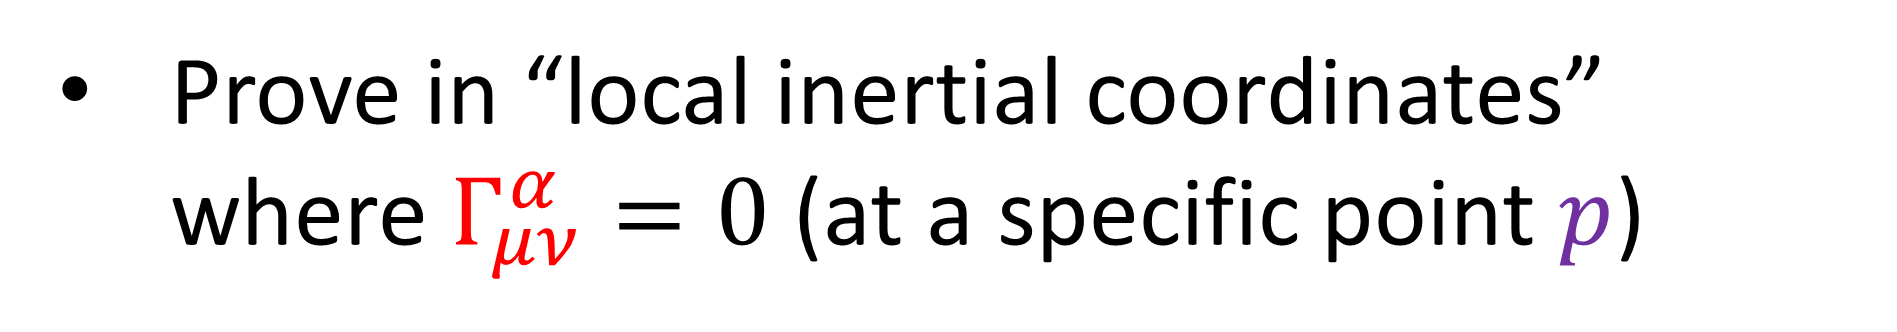 • Prove in “local inertial coordinates”
where Γ^α_μν = 0 (at a specific point p)